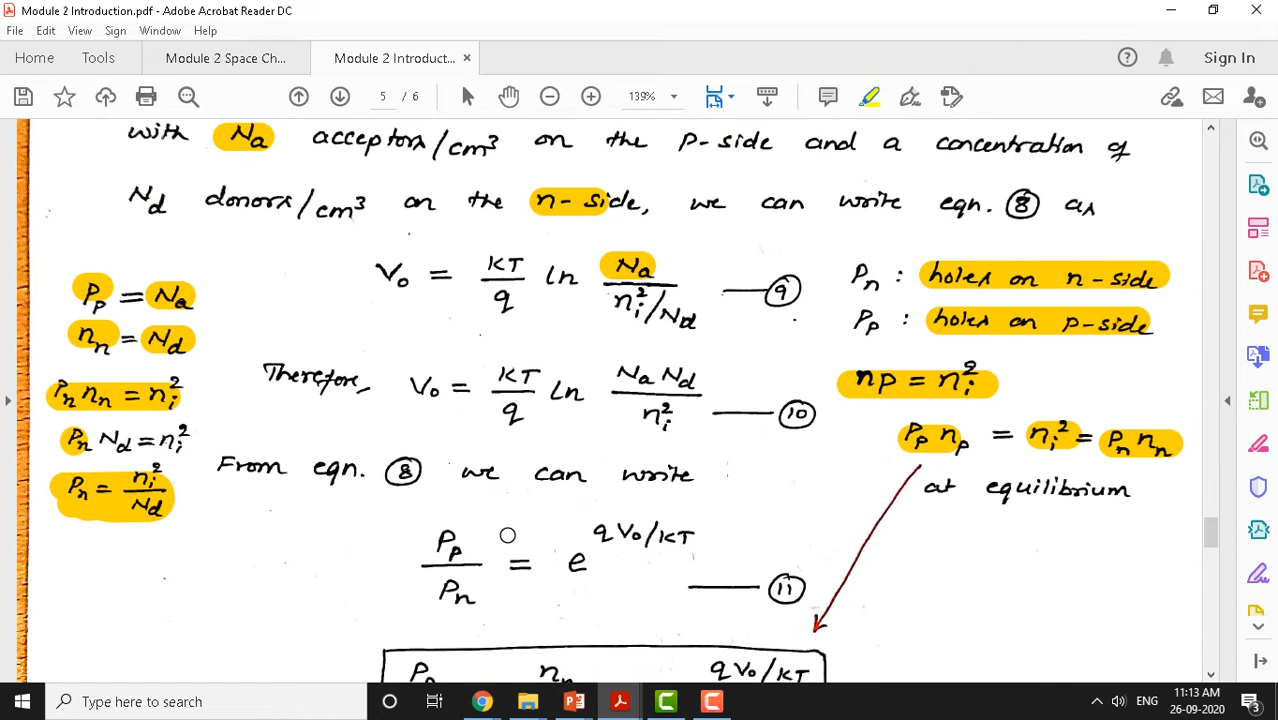 Module 2 Introduction.pdf - Adobe Acrobat Reader DC
File Edit View Sign Window Help
Home Tools Module 2 Space Ch... Module 2 Introduct... × Sign In
5 / 6 139%
with Na acceptors/cm³ on the p-side and a concentration of
Nd donors/cm³ on the n-side, we can write eqn. ⑧ as
V₀ = KT/q ln Na/(nᵢ²/Nd) —— ⑨
Pn : holes on n-side
Pp : holes on p-side
Pp = Na
nn = Nd
Pn nn = nᵢ²
Pn Nd = nᵢ²
Pn = nᵢ²/Nd
Therefore, V₀ = KT/q ln Na Nd/nᵢ² —— ⑩
np = nᵢ²
Pp np = nᵢ² = Pn nn
at equilibrium
From eqn. ⑧ we can write
Pp/Pn = e^(qV₀/KT) —— ⑪
nn qV₀/KT
Type here to search
ENG 11:13 AM
26-09-2020
3